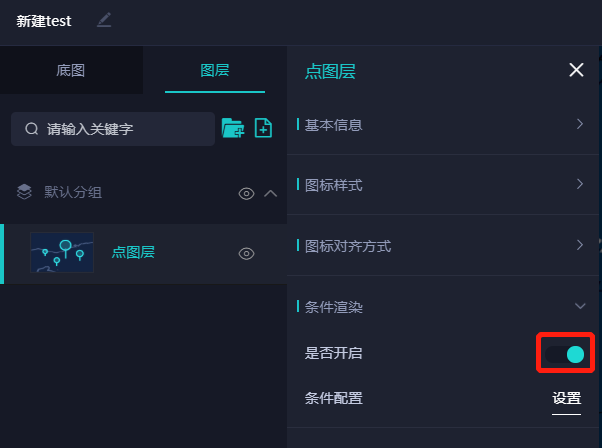 新建test
底图
图层
请输入关键字
默认分组
点图层
点图层
基本信息
图标样式
图标对齐方式
条件渲染
是否开启
条件配置
设置